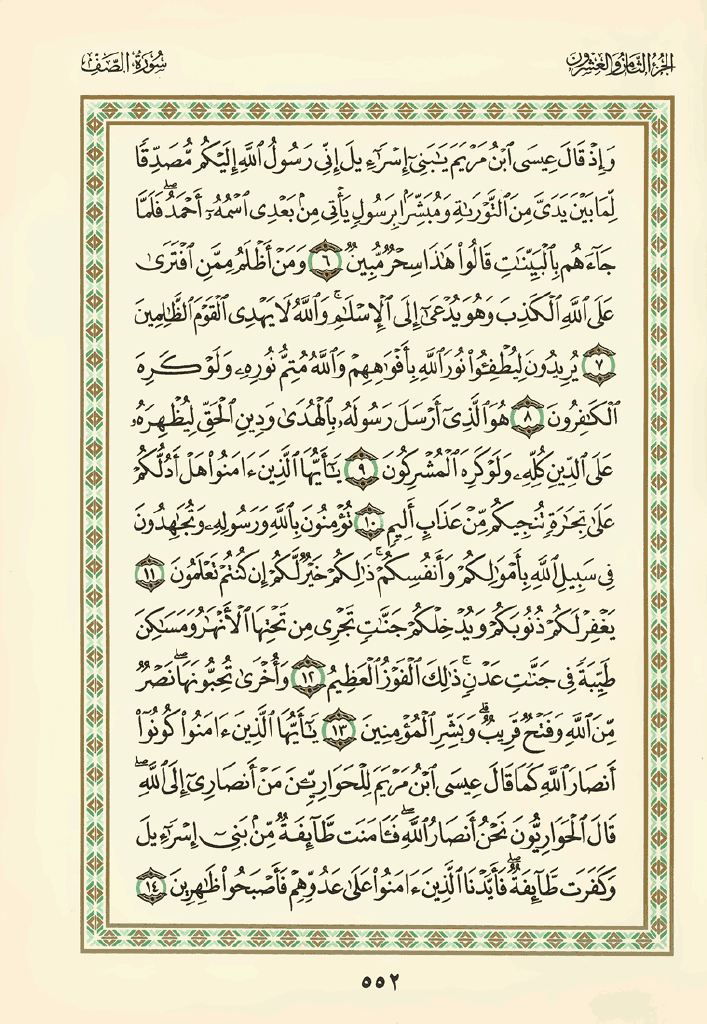 الجزء الثامن والعشرون
سورة الصف
وَإِذْ قَالَ عِيسَى ٱبْنُ مَرْيَمَ يَٰبَنِىٓ إِسْرَٰٓءِيلَ إِنِّى رَسُولُ ٱللَّهِ إِلَيْكُم مُّصَدِّقًا
لِّمَا بَيْنَ يَدَىَّ مِنَ ٱلتَّوْرَىٰةِ وَمُبَشِّرًۢا بِرَسُولٍ يَأْتِى مِنۢ بَعْدِى ٱسْمُهُۥٓ أَحْمَدُ ۖ فَلَمَّا
جَآءَهُم بِٱلْبَيِّنَٰتِ قَالُوا۟ هَٰذَا سِحْرٌ مُّبِينٌ ٦ وَمَنْ أَظْلَمُ مِمَّنِ ٱفْتَرَىٰ
عَلَى ٱللَّهِ ٱلْكَذِبَ وَهُوَ يُدْعَىٰٓ إِلَى ٱلْإِسْلَٰمِ ۚ وَٱللَّهُ لَا يَهْدِى ٱلْقَوْمَ ٱلظَّٰلِمِينَ
٧ يُرِيدُونَ لِيُطْفِـُٔوا۟ نُورَ ٱللَّهِ بِأَفْوَٰهِهِمْ وَٱللَّهُ مُتِمُّ نُورِهِۦ وَلَوْ كَرِهَ
ٱلْكَٰفِرُونَ ٨ هُوَ ٱلَّذِىٓ أَرْسَلَ رَسُولَهُۥ بِٱلْهُدَىٰ وَدِينِ ٱلْحَقِّ لِيُظْهِرَهُۥ
عَلَى ٱلدِّينِ كُلِّهِۦ وَلَوْ كَرِهَ ٱلْمُشْرِكُونَ ٩ يَٰٓأَيُّهَا ٱلَّذِينَ ءَامَنُوا۟ هَلْ أَدُلُّكُمْ
عَلَىٰ تِجَٰرَةٍ تُنجِيكُم مِّنْ عَذَابٍ أَلِيمٍ ١٠ تُؤْمِنُونَ بِٱللَّهِ وَرَسُولِهِۦ وَتُجَٰهِدُونَ
فِى سَبِيلِ ٱللَّهِ بِأَمْوَٰلِكُمْ وَأَنفُسِكُمْ ۚ ذَٰلِكُمْ خَيْرٌ لَّكُمْ إِن كُنتُمْ تَعْلَمُونَ ١١
يَغْفِرْ لَكُمْ ذُنُوبَكُمْ وَيُدْخِلْكُمْ جَنَّٰتٍ تَجْرِى مِن تَحْتِهَا ٱلْأَنْهَٰرُ وَمَسَٰكِنَ
طَيِّبَةً فِى جَنَّٰتِ عَدْنٍ ۚ ذَٰلِكَ ٱلْفَوْزُ ٱلْعَظِيمُ ١٢ وَأُخْرَىٰ تُحِبُّونَهَا ۖ نَصْرٌ
مِّنَ ٱللَّهِ وَفَتْحٌ قَرِيبٌ ۗ وَبَشِّرِ ٱلْمُؤْمِنِينَ ١٣ يَٰٓأَيُّهَا ٱلَّذِينَ ءَامَنُوا۟ كُونُوٓا۟
أَنصَارَ ٱللَّهِ كَمَا قَالَ عِيسَى ٱبْنُ مَرْيَمَ لِلْحَوَارِيِّۦنَ مَنْ أَنصَارِىٓ إِلَى ٱللَّهِ ۖ
قَالَ ٱلْحَوَارِيُّونَ نَحْنُ أَنصَارُ ٱللَّهِ ۖ فَـَٔامَنَت طَّآئِفَةٌ مِّنۢ بَنِىٓ إِسْرَٰٓءِيلَ
وَكَفَرَت طَّآئِفَةٌ ۖ فَأَيَّدْنَا ٱلَّذِينَ ءَامَنُوا۟ عَلَىٰ عَدُوِّهِمْ فَأَصْبَحُوا۟ ظَٰهِرِينَ ١٤
٥٥٢